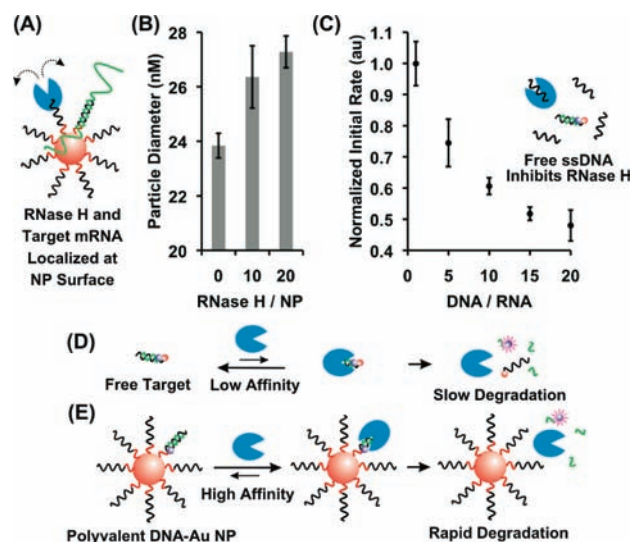 (A)
RNase H and
Target mRNA
Localized at
NP Surface
(B)
Particle Diameter (nM)
28
26
24
22
20
0 10 20
RNase H / NP
(C)
Normalized Initial Rate (au)
1.1
1.0
0.9
0.8
0.7
0.6
0.5
0.4
0 5 10 15 20
DNA / RNA
Free ssDNA
Inhibits RNase H
(D)
Free Target
Low Affinity
Slow Degradation
(E)
Polyvalent DNA-Au NP
High Affinity
Rapid Degradation